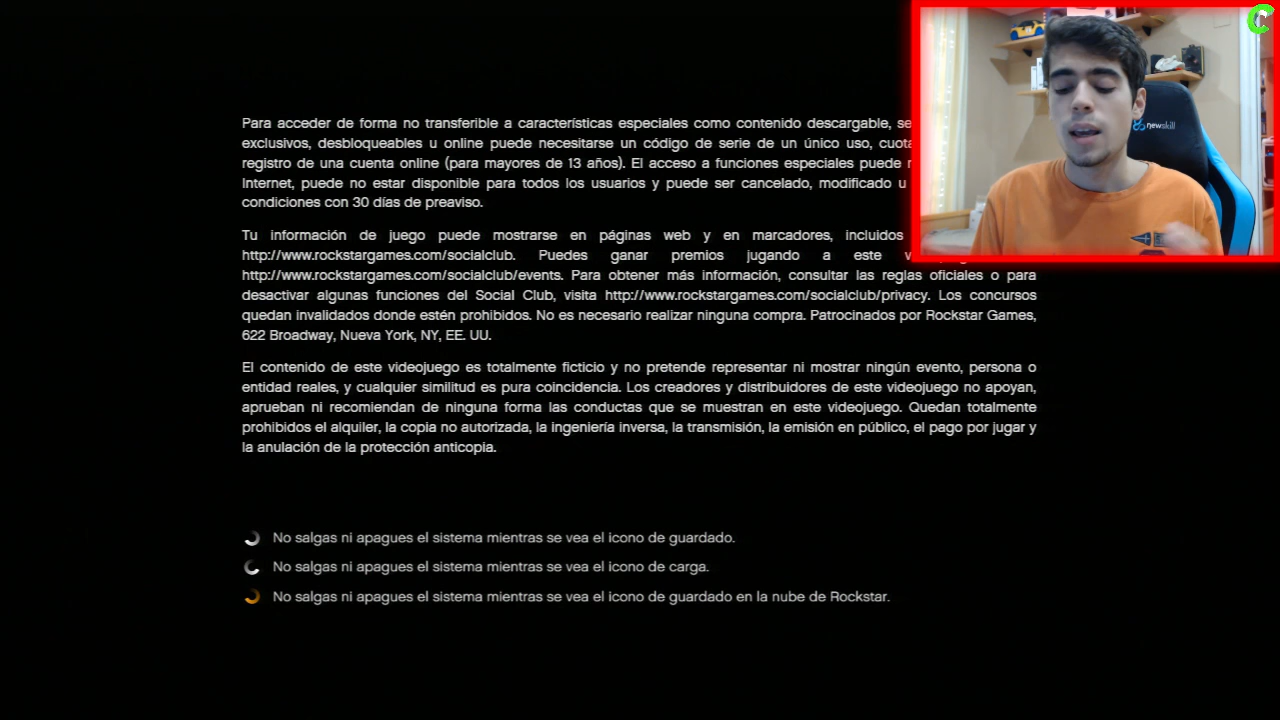 Para acceder de forma no transferible a características especiales como contenido descargable, se
exclusivos, desbloqueables u online puede necesitarse un código de serie de un único uso, cuota
registro de una cuenta online (para mayores de 13 años). El acceso a funciones especiales puede
Internet, puede no estar disponible para todos los usuarios y puede ser cancelado, modificado u
condiciones con 30 días de preaviso.
Tu información de juego puede mostrarse en páginas web y en marcadores, incluidos
http://www.rockstargames.com/socialclub. Puedes ganar premios jugando a este
http://www.rockstargames.com/socialclub/events. Para obtener más información, consultar las reglas oficiales o para
desactivar algunas funciones del Social Club, visita http://www.rockstargames.com/socialclub/privacy. Los concursos
quedan invalidados donde estén prohibidos. No es necesario realizar ninguna compra. Patrocinados por Rockstar Games,
622 Broadway, Nueva York, NY, EE. UU.
El contenido de este videojuego es totalmente ficticio y no pretende representar ni mostrar ningún evento, persona o
entidad reales, y cualquier similitud es pura coincidencia. Los creadores y distribuidores de este videojuego no apoyan,
aprueban ni recomiendan de ninguna forma las conductas que se muestran en este videojuego. Quedan totalmente
prohibidos el alquiler, la copia no autorizada, la ingeniería inversa, la transmisión, la emisión en público, el pago por jugar y
la anulación de la protección anticopia.
No salgas ni apagues el sistema mientras se vea el icono de guardado.
No salgas ni apagues el sistema mientras se vea el icono de carga.
No salgas ni apagues el sistema mientras se vea el icono de guardado en la nube de Rockstar.
newskill
C